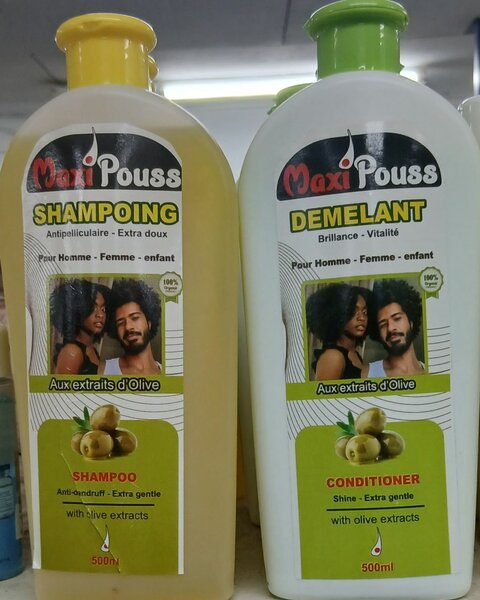 Maxi Pouss
SHAMPOING
Antipelliculaire - Extra doux
Pour Homme - Femme - enfant
100%
Organic
Aux extraits d'Olive
SHAMPOO
Anti-dandruff - Extra gentle
with olive extracts
500ml
Maxi Pouss
DEMELANT
Brillance - Vitalité
Pour Homme - Femme - enfant
100%
Organic
Aux extraits d'Olive
CONDITIONER
Shine - Extra gentle
with olive extracts
500ml